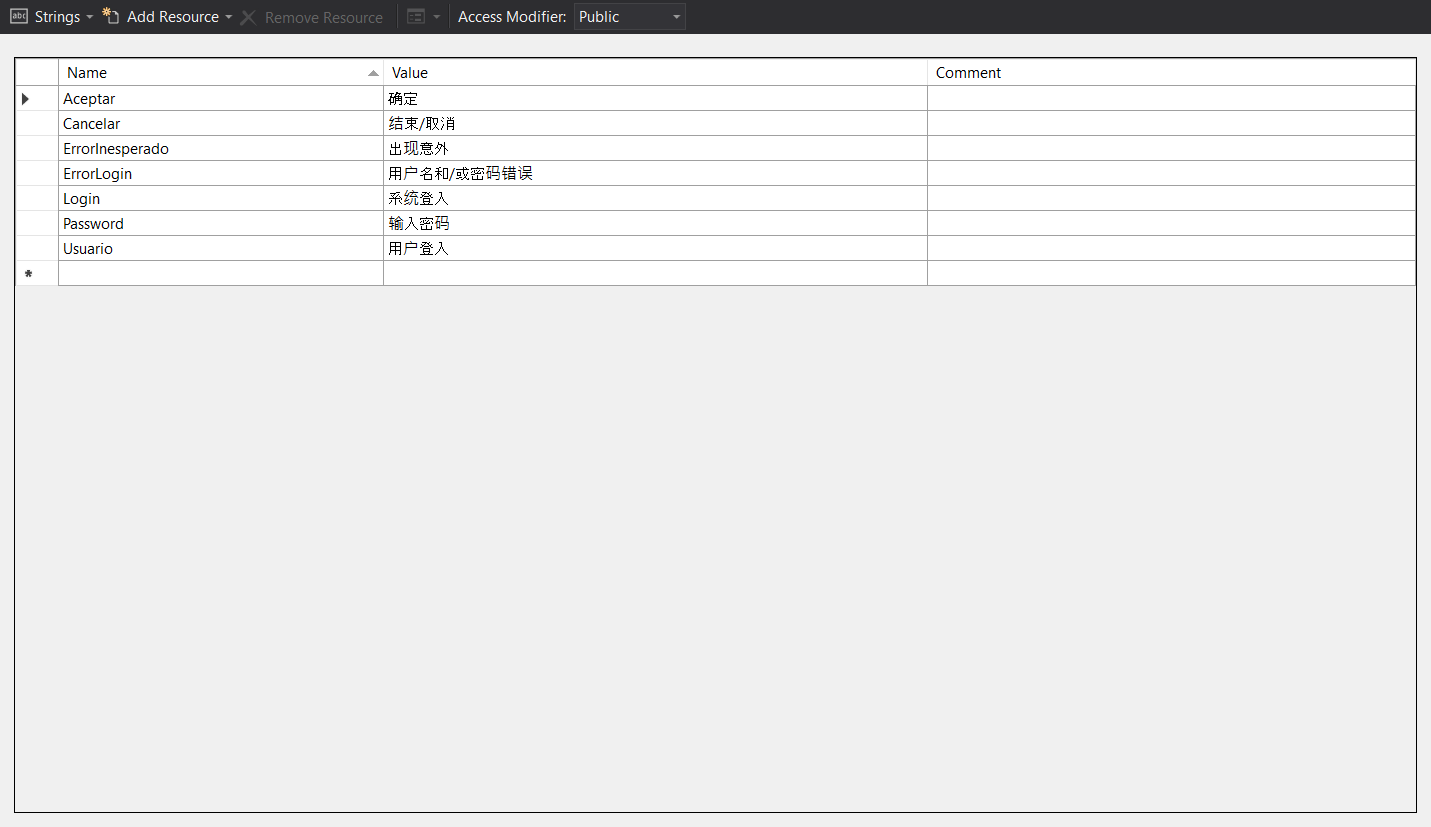 abc Strings Add Resource Remove Resource Access Modifier: Public
Name Value Comment
Aceptar 确定
Cancelar 结束/取消
ErrorInesperado 出现意外
ErrorLogin 用户名和/或密码错误
Login 系统登入
Password 输入密码
Usuario 用户登入
*